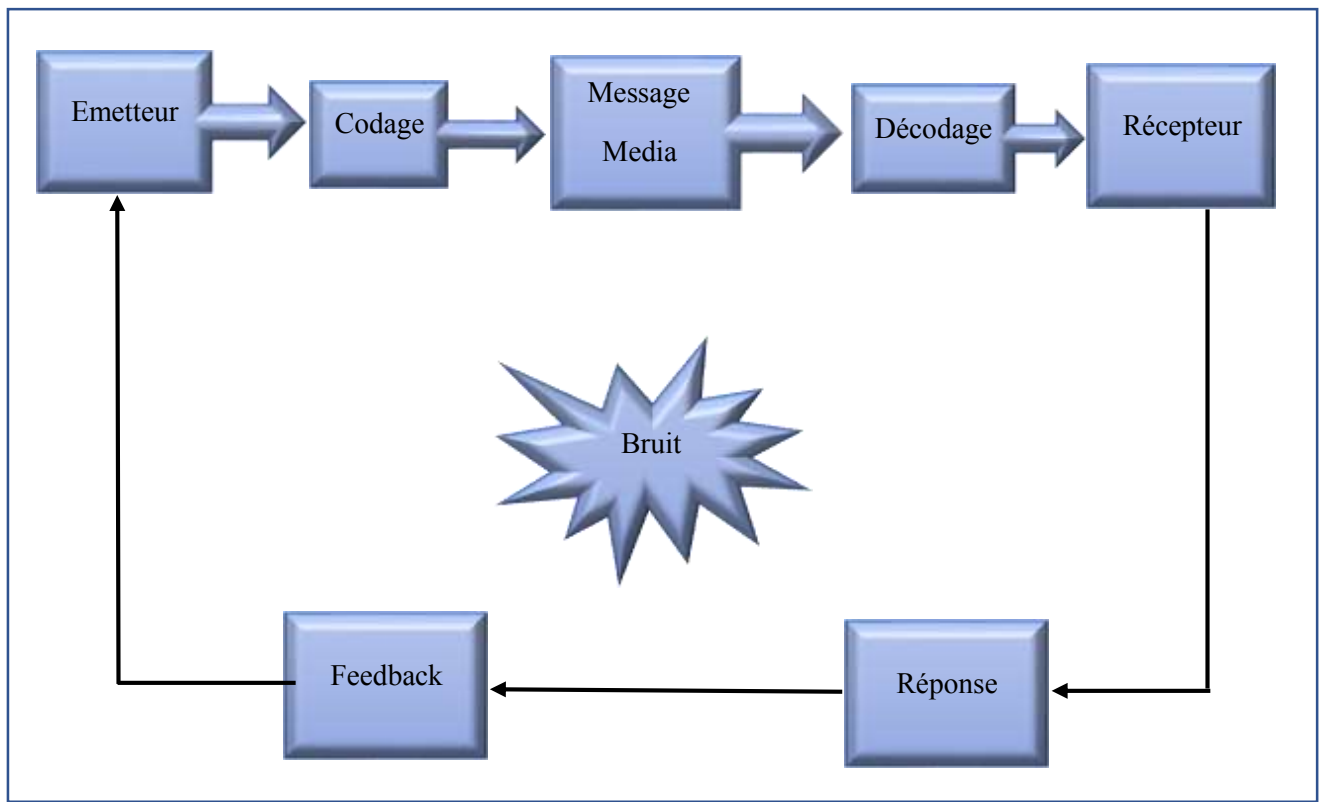 Emetteur
Codage
Message
Media
Décodage
Récepteur
Bruit
Feedback
Réponse